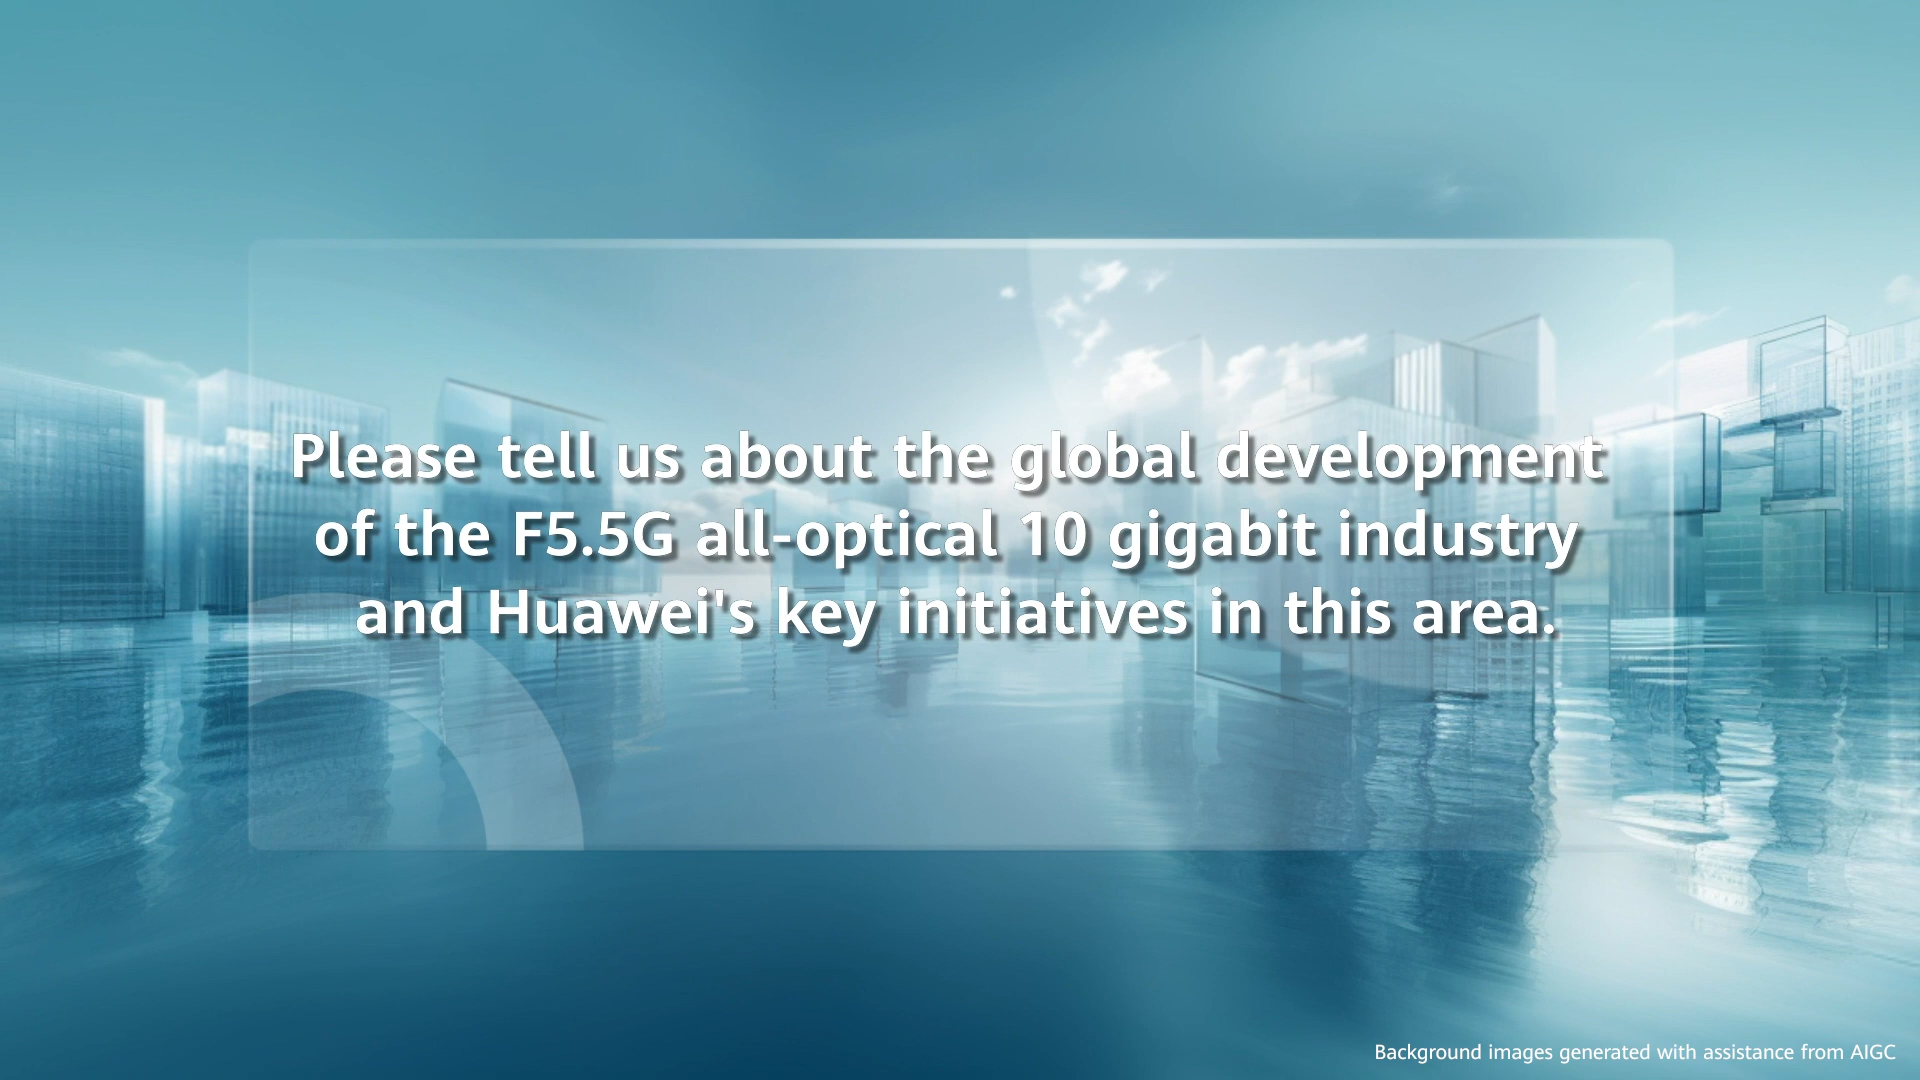 Please tell us about the global development
of the F5.5G all-optical 10 gigabit industry
and Huawei's key initiatives in this area.
Background images generated with assistance from AIGC